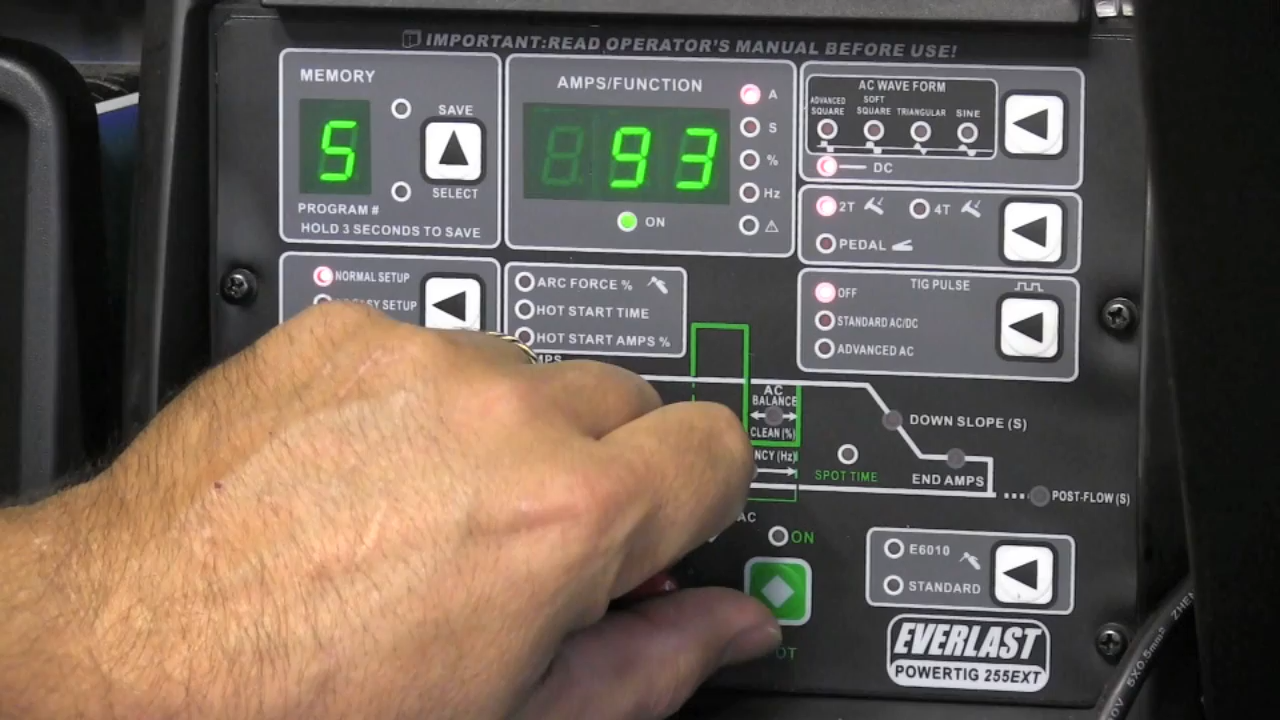 IMPORTANT:READ OPERATOR'S MANUAL BEFORE USE!
MEMORY
5
SAVE
SELECT
PROGRAM #
HOLD 3 SECONDS TO SAVE
AMPS/FUNCTION
93
A
S
%
Hz
ON
AC WAVE FORM
ADVANCED SQUARE
SOFT SQUARE
TRIANGULAR
SINE
DC
2T
4T
PEDAL
NORMAL SETUP
SETUP
ARC FORCE %
HOT START TIME
HOT START AMPS %
TIG PULSE
OFF
STANDARD AC/DC
ADVANCED AC
AC
BALANCE
CLEAN (%)
(Hz)
DOWN SLOPE (S)
SPOT TIME
END AMPS
POST-FLOW (S)
AC
ON
E6010
STANDARD
EVERLAST
POWERTIG 255EXT